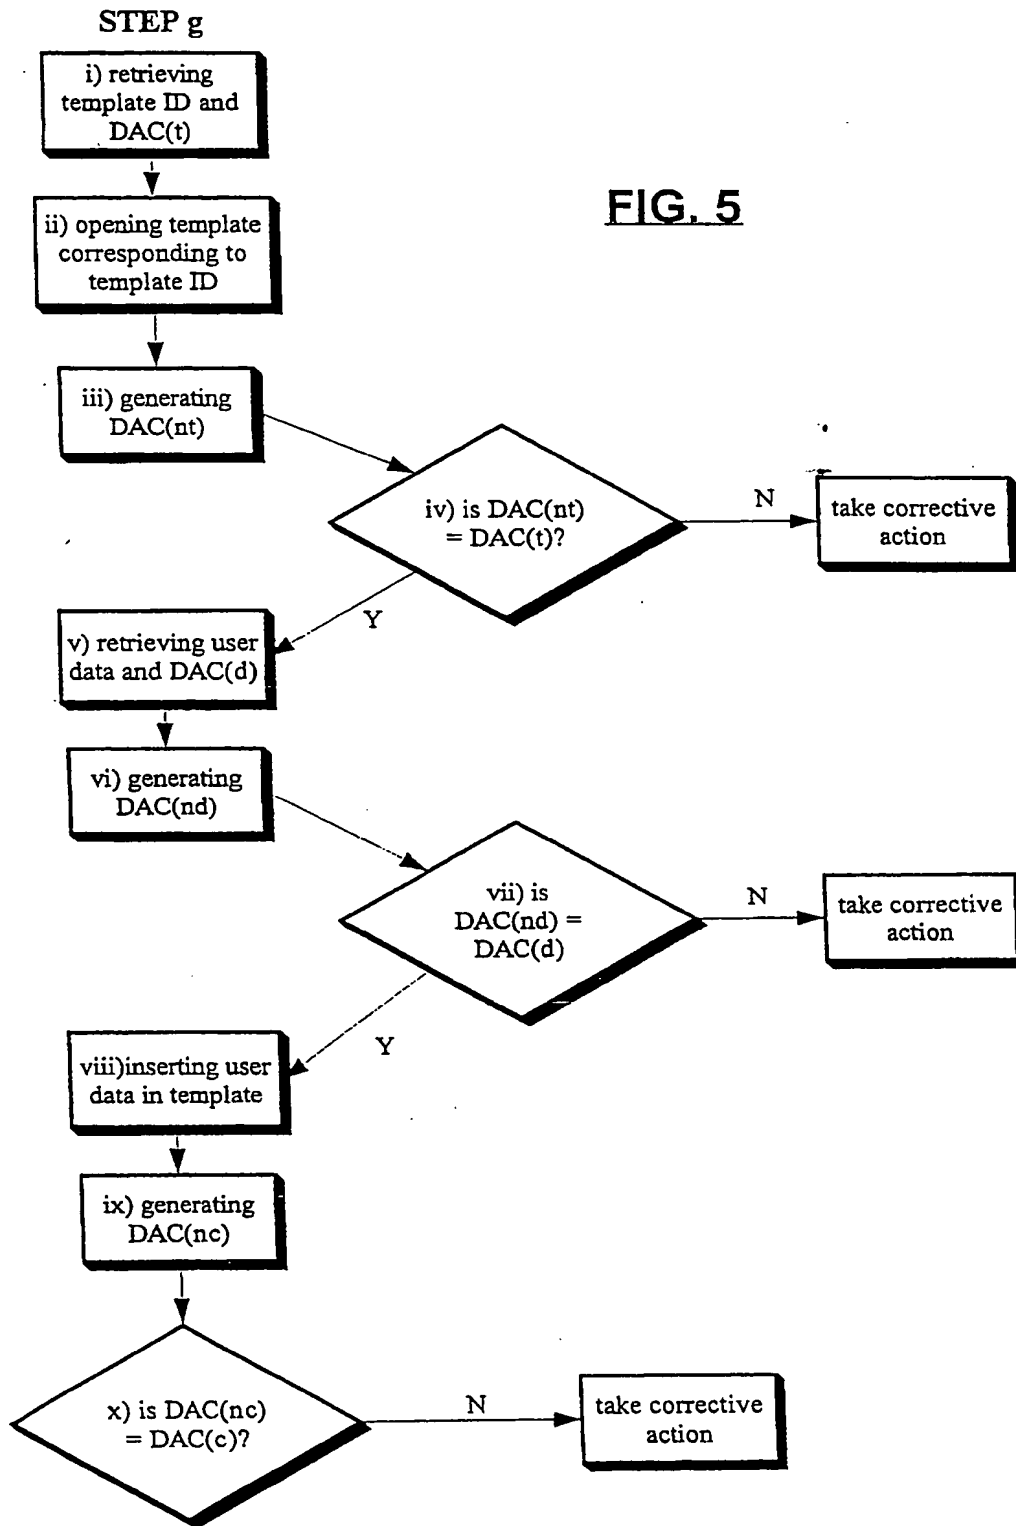 STEP g
i) retrieving
template ID and
DAC(t)
FIG. 5
ii) opening template
corresponding to
template ID
iii) generating
DAC(nt)
iv) is DAC(nt)
= DAC(t)?
N
take corrective
action
Y
v) retrieving user
data and DAC(d)
vi) generating
DAC(nd)
vii) is
DAC(nd) =
DAC(d)
N
take corrective
action
Y
viii)inserting user
data in template
ix) generating
DAC(nc)
x) is DAC(nc)
= DAC(c)?
N
take corrective
action